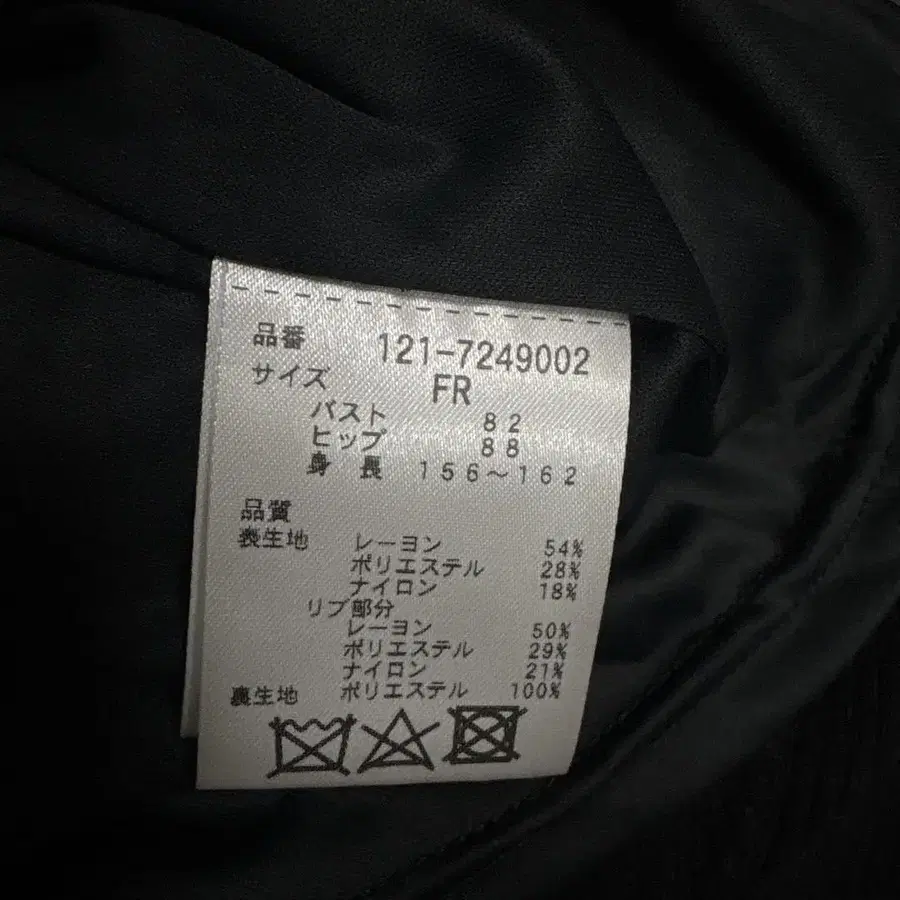 品番 121-7249002
サイズ FR
バスト 82
ヒップ 88
身長 156～162
品質
表生地 レーヨン 54%
ポリエステル 28%
ナイロン 18%
リブ部分
レーヨン 50%
ポリエステル 29%
ナイロン 21%
裏生地 ポリエステル 100%